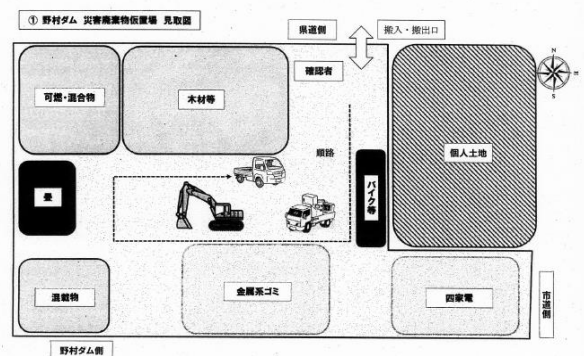 ① 野村ダム 災害廃棄物仮置場 見取図
県道側
搬入・搬出口
確認者
N
S
可燃・混合物
木材等
順路
個人土地
畳
バイク等
混載物
金属系ゴミ
四家電
市道側
野村ダム側